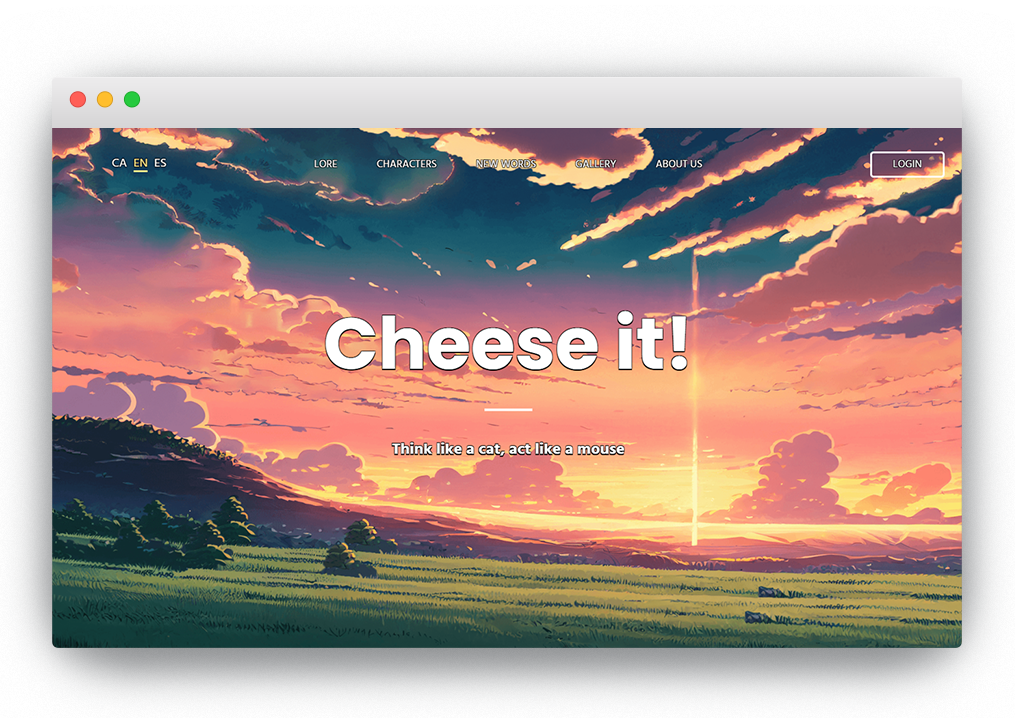 CA EN ES LORE CHARACTERS NEW WORDS GALLERY ABOUT US LOGIN
Cheese it!
Think like a cat, act like a mouse